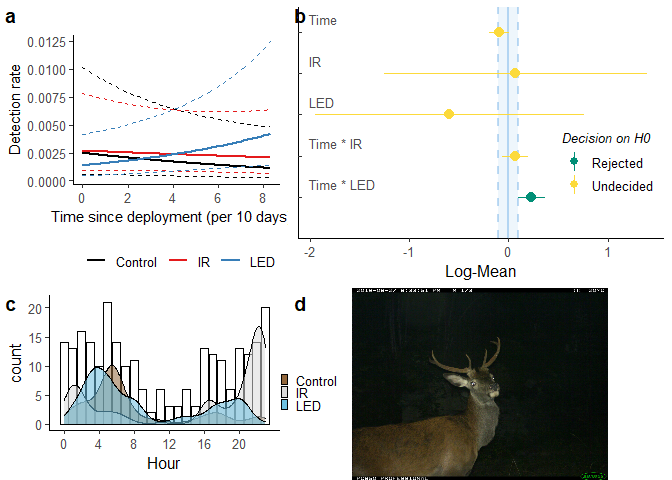 a
0.0125
0.0100
0.0075
0.0050
0.0025
0.0000
Detection rate
0 2 4 6 8
Time since deployment (per 10 days
Control IR LED
b
Time
IR
LED
Time * IR
Time * LED
Decision on H0
Rejected
Undecided
-2 -1 0 1
Log-Mean
c
20
15
10
5
0
count
0 4 8 12 16 20
Hour
Control
IR
LED
d
PC850 PROFESSIONAL